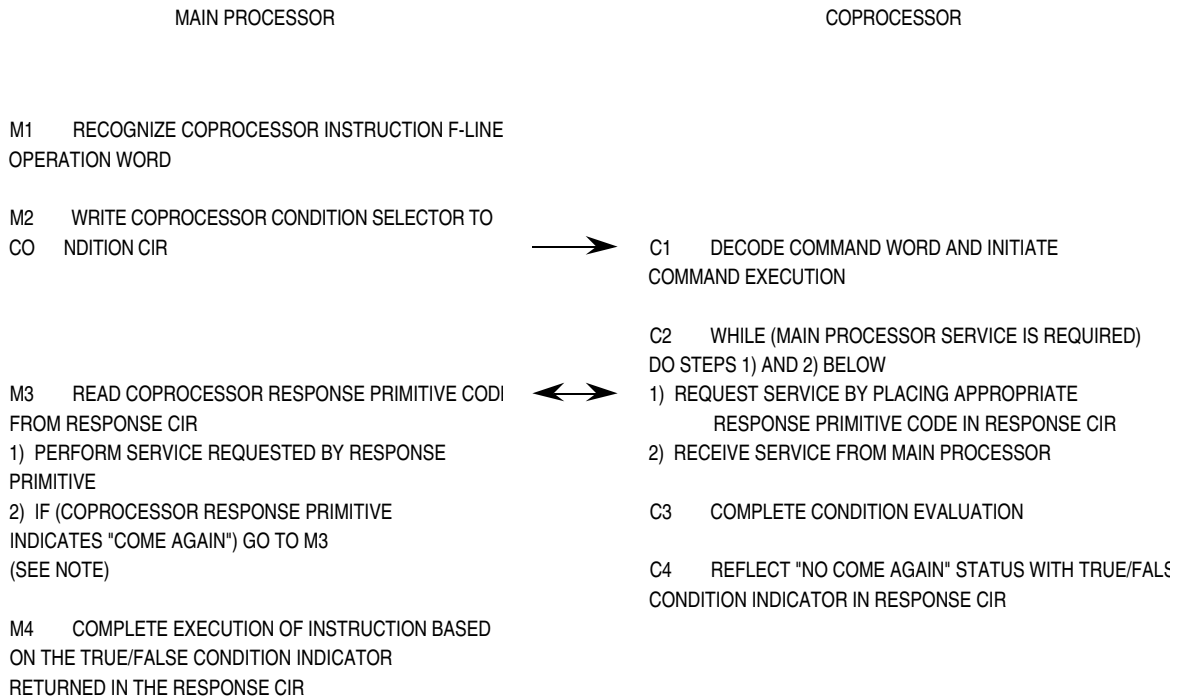 MAIN PROCESSOR
COPROCESSOR
M1 RECOGNIZE COPROCESSOR INSTRUCTION F-LINE
OPERATION WORD
M2 WRITE COPROCESSOR CONDITION SELECTOR TO
CO NDITION CIR
M3 READ COPROCESSOR RESPONSE PRIMITIVE CODE
FROM RESPONSE CIR
1) PERFORM SERVICE REQUESTED BY RESPONSE
PRIMITIVE
2) IF (COPROCESSOR RESPONSE PRIMITIVE
INDICATES "COME AGAIN") GO TO M3
(SEE NOTE)
M4 COMPLETE EXECUTION OF INSTRUCTION BASED
ON THE TRUE/FALSE CONDITION INDICATOR
RETURNED IN THE RESPONSE CIR
C1 DECODE COMMAND WORD AND INITIATE
COMMAND EXECUTION
C2 WHILE (MAIN PROCESSOR SERVICE IS REQUIRED)
DO STEPS 1) AND 2) BELOW
1) REQUEST SERVICE BY PLACING APPROPRIATE
RESPONSE PRIMITIVE CODE IN RESPONSE CIR
2) RECEIVE SERVICE FROM MAIN PROCESSOR
C3 COMPLETE CONDITION EVALUATION
C4 REFLECT "NO COME AGAIN" STATUS WITH TRUE/FALS
CONDITION INDICATOR IN RESPONSE CIR